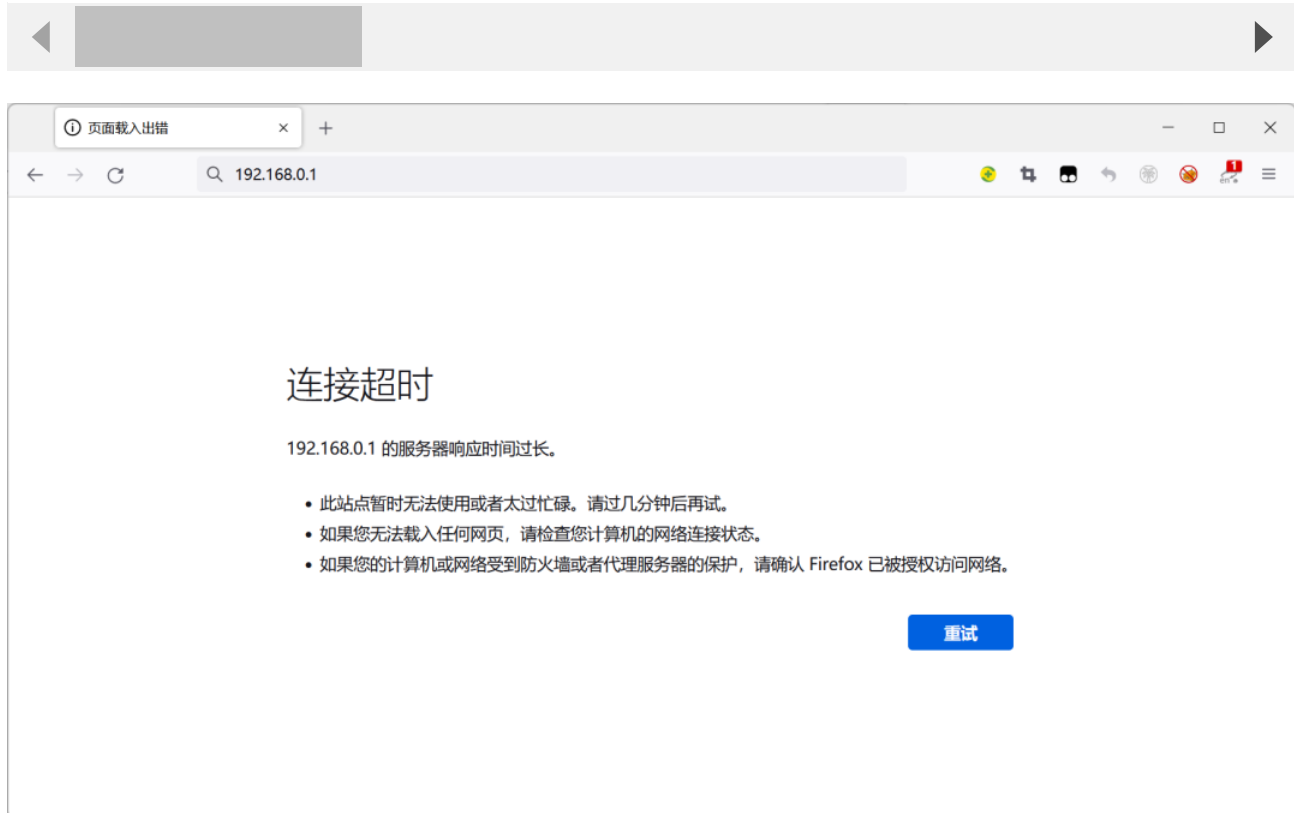 页面载入出错
192.168.0.1
1
en
连接超时
192.168.0.1 的服务器响应时间过长。
此站点暂时无法使用或者太过忙碌。请过几分钟后再试。
如果您无法载入任何网页，请检查您计算机的网络连接状态。
如果您的计算机或网络受到防火墙或者代理服务器的保护，请确认 Firefox 已被授权访问网络。
重试